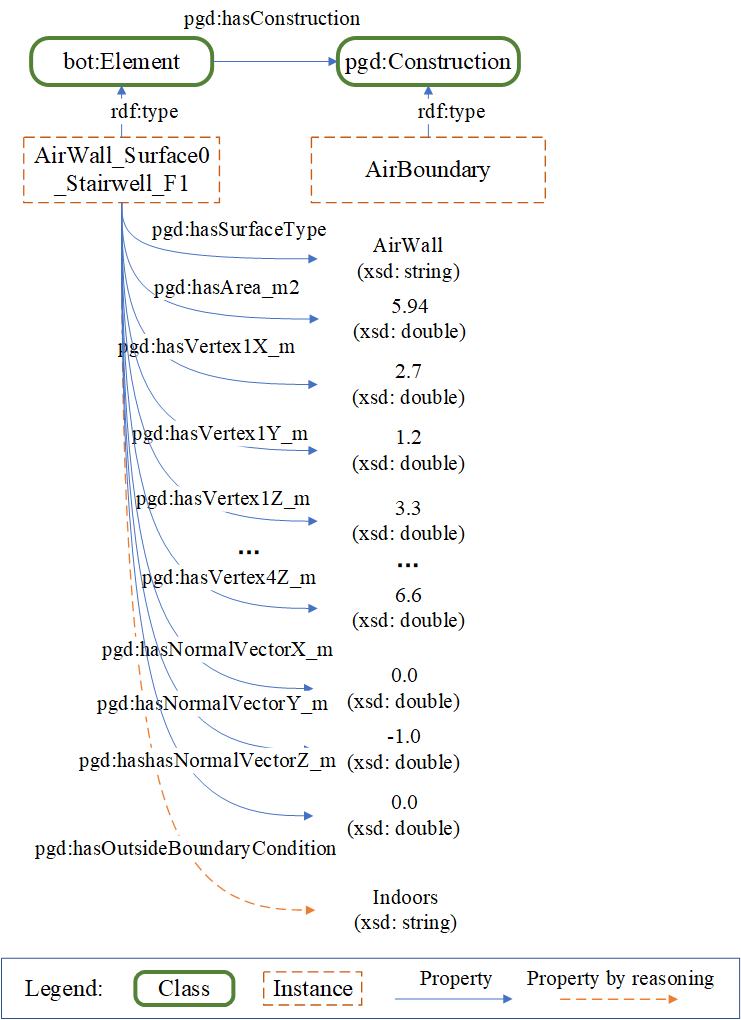 pgd:hasConstruction
bot:Element
pgd:Construction
rdf:type
rdf:type
AirWall_Surface0
_Stairwell_F1
AirBoundary
pgd:hasSurfaceType
AirWall
(xsd: string)
pgd:hasArea_m2
5.94
(xsd: double)
pgd:hasVertex1X_m
2.7
(xsd: double)
pgd:hasVertex1Y_m
1.2
(xsd: double)
pgd:hasVertex1Z_m
3.3
(xsd: double)
...
...
pgd:hasVertex4Z_m
6.6
(xsd: double)
pgd:hasNormalVectorX_m
0.0
(xsd: double)
pgd:hasNormalVectorY_m
-1.0
(xsd: double)
pgd:hashasNormalVectorZ_m
0.0
(xsd: double)
pgd:hasOutsideBoundaryCondition
Indoors
(xsd: string)
Legend:
Class
Instance
Property
Property by reasoning